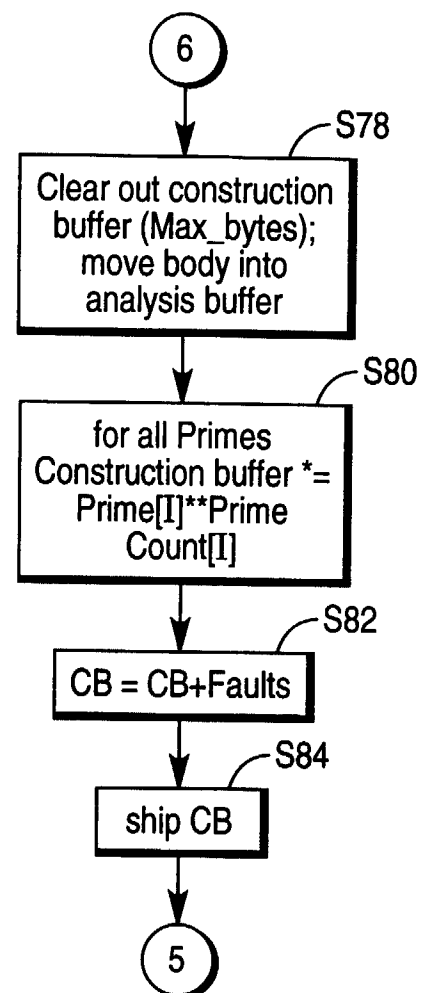 6
S78
Clear out construction
buffer (Max_bytes);
move body into
analysis buffer
S80
for all Primes
Construction buffer *=
Prime[I]**Prime
Count[I]
S82
CB = CB+Faults
S84
ship CB
5